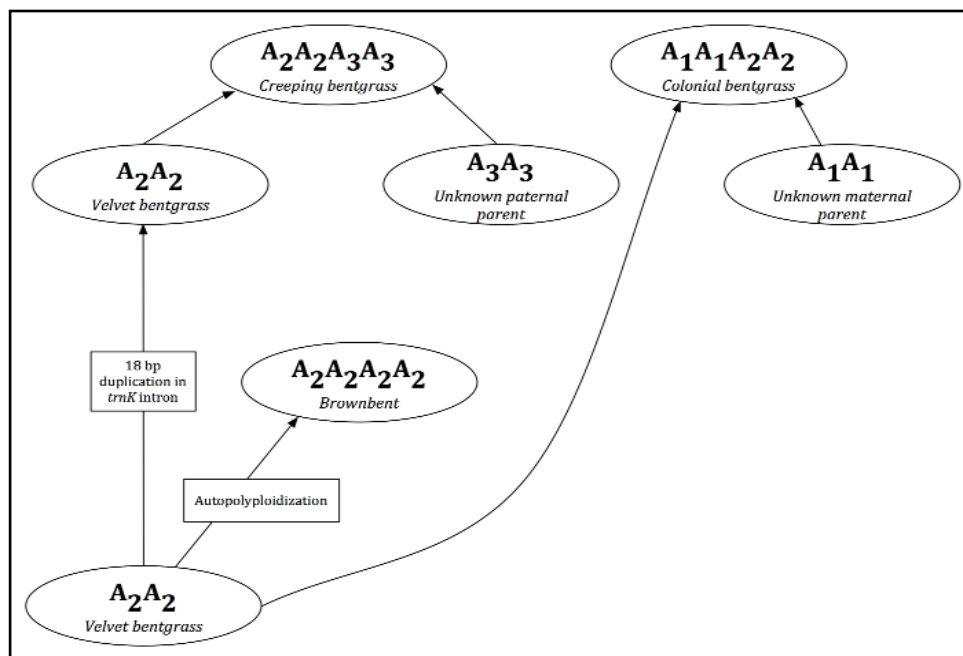 A2A2A3A3
Creeping bentgrass
A1A1A2A2
Colonial bentgrass
A2A2
Velvet bentgrass
A3A3
Unknown paternal
parent
A1A1
Unknown maternal
parent
18 bp
duplication in
trnK intron
A2A2A2A2
Brownbent
Autopolyploidization
A2A2
Velvet bentgrass